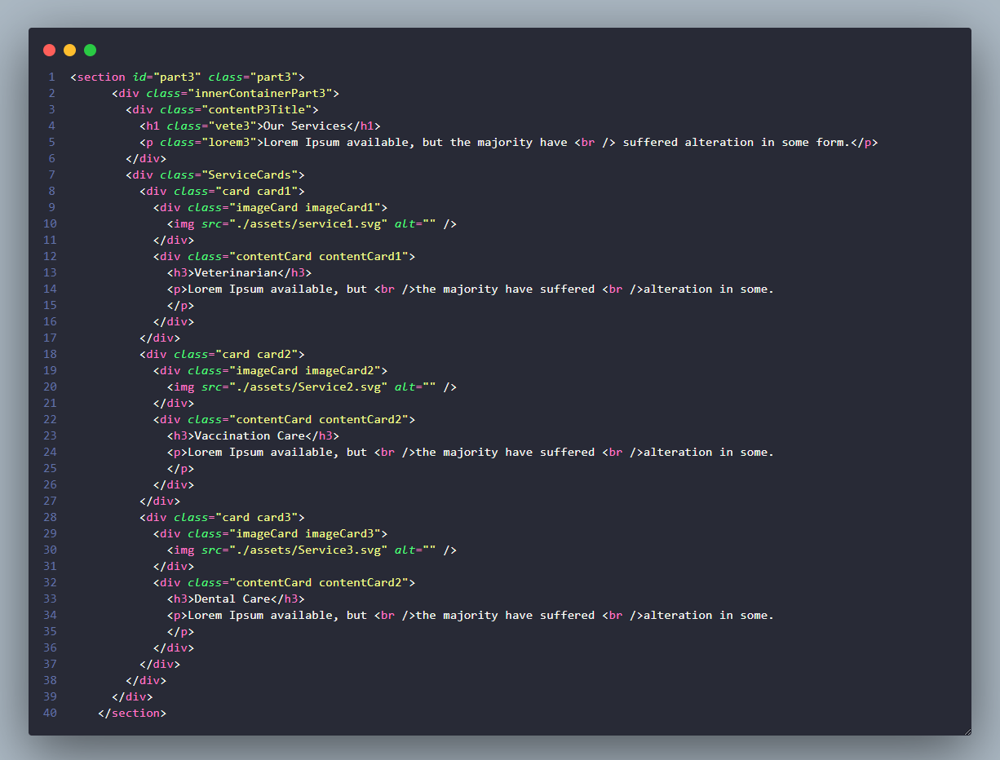 1 <section id="part3" class="part3">
2 <div class="innerContainerPart3">
3 <div class="contentP3Title">
4 <h1 class="vete3">Our Services</h1>
5 <p class="lorem3">Lorem Ipsum available, but the majority have <br /> suffered alteration in some form.</p>
6 </div>
7 <div class="ServiceCards">
8 <div class="card card1">
9 <div class="imageCard imageCard1">
10 <img src="./assets/service1.svg" alt="" />
11 </div>
12 <div class="contentCard contentCard1">
13 <h3>Veterinarian</h3>
14 <p>Lorem Ipsum available, but <br />the majority have suffered <br />alteration in some.
15 </p>
16 </div>
17 </div>
18 <div class="card card2">
19 <div class="imageCard imageCard2">
20 <img src="./assets/Service2.svg" alt="" />
21 </div>
22 <div class="contentCard contentCard2">
23 <h3>Vaccination Care</h3>
24 <p>Lorem Ipsum available, but <br />the majority have suffered <br />alteration in some.
25 </p>
26 </div>
27 </div>
28 <div class="card card3">
29 <div class="imageCard imageCard3">
30 <img src="./assets/Service3.svg" alt="" />
31 </div>
32 <div class="contentCard contentCard2">
33 <h3>Dental Care</h3>
34 <p>Lorem Ipsum available, but <br />the majority have suffered <br />alteration in some.
35 </p>
36 </div>
37 </div>
38 </div>
39 </div>
40 </section>